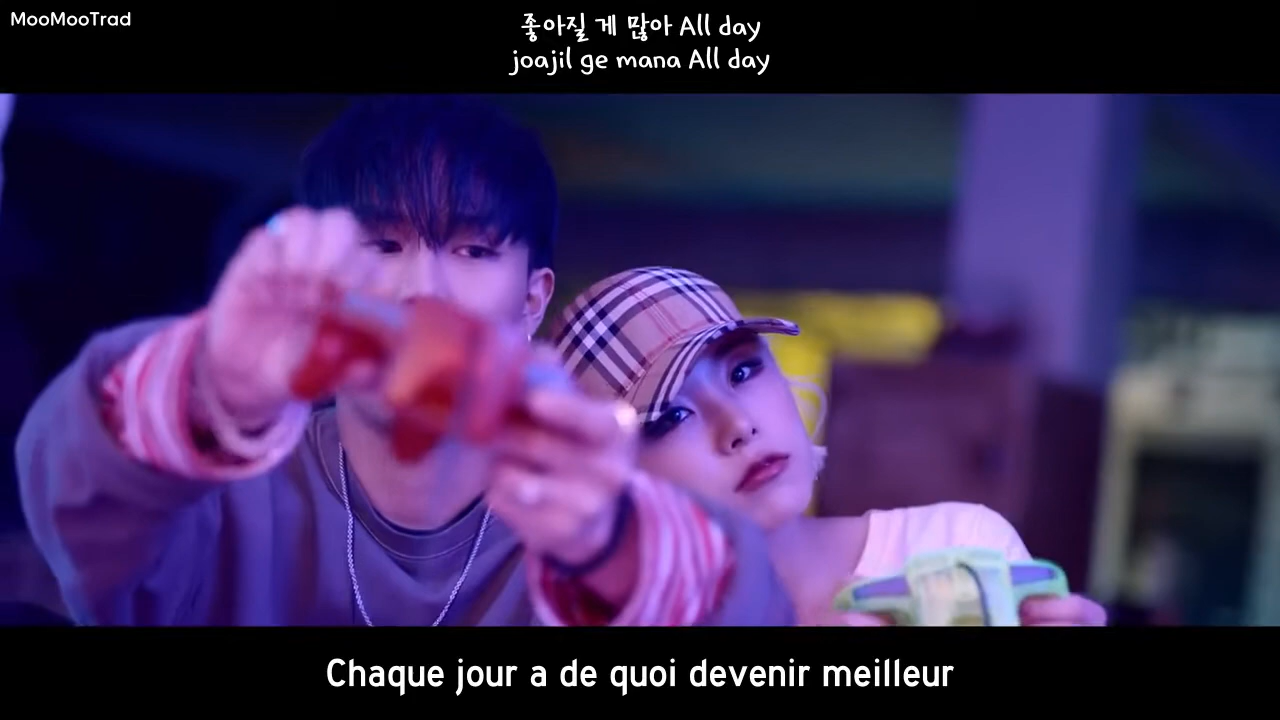 MooMooTrad
좋아질 게 많아 All day
joajil ge mana All day
Chaque jour a de quoi devenir meilleur